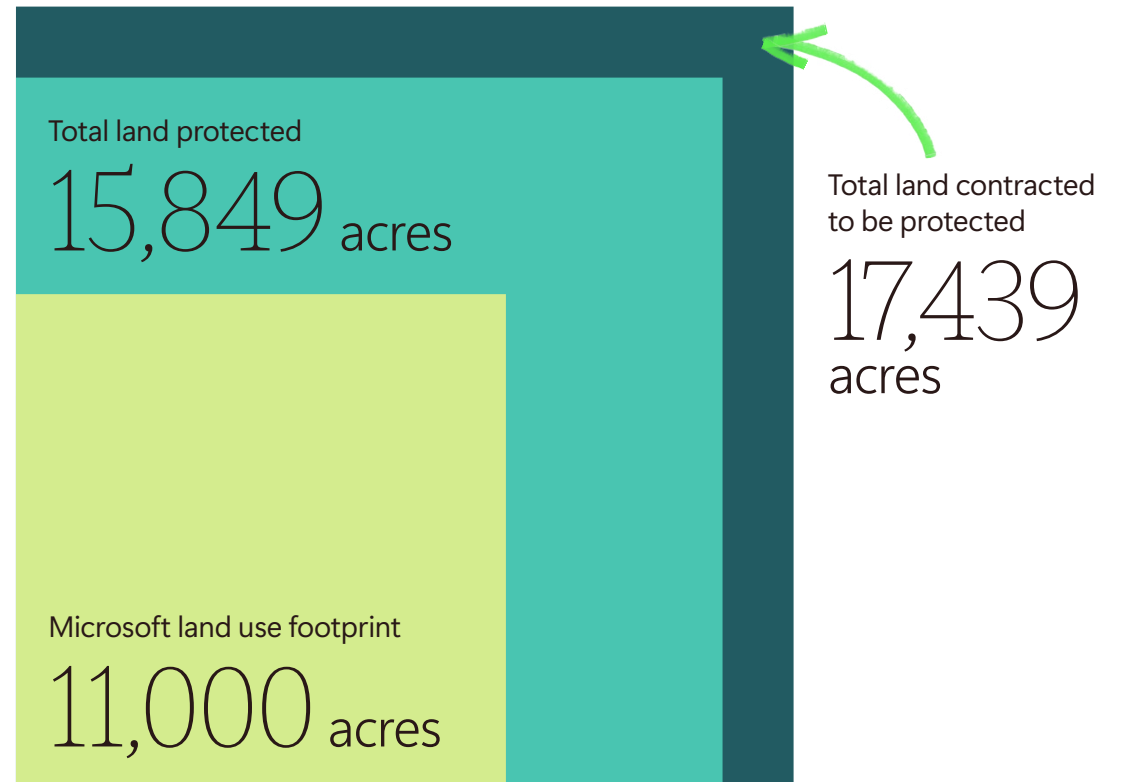 Total land protected
15,849 acres
Total land contracted
to be protected
17,439
acres
Microsoft land use footprint
11,000 acres